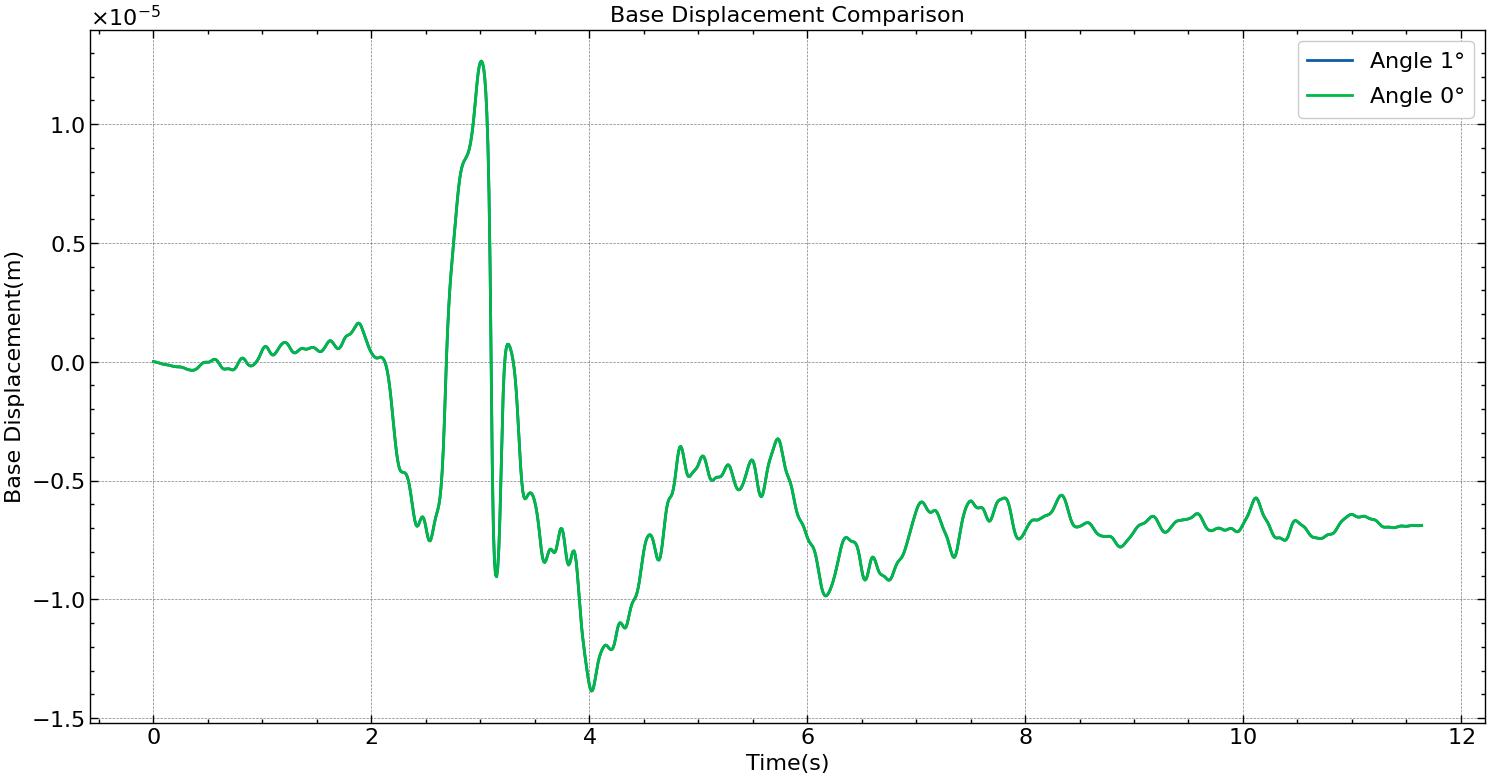 Base Displacement Comparison
×10⁻⁵
Angle 1°
Angle 0°
1.0
0.5
0.0
−0.5
−1.0
−1.5
Base Displacement(m)
0 2 4 6 8 10 12
Time(s)